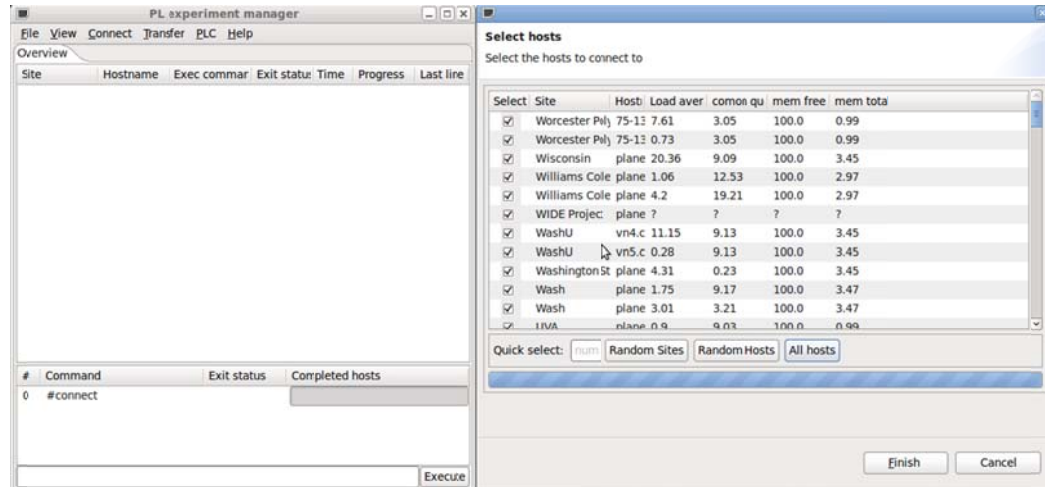 PL experiment manager
File View Connect Transfer PLC Help
Overview
Site Hostname Exec commar Exit statu: Time Progress Last line
# Command Exit status Completed hosts
0 #connect
Execute
Select hosts
Select the hosts to connect to
Select Site Host Load aver comon qu mem free mem tota
Worcester Poly 75-13 7.61 3.05 100.0 0.99
Worcester Poly 75-13 0.73 3.05 100.0 0.99
Wisconsin plane 20.36 9.09 100.0 3.45
Williams Cole plane 1.06 12.53 100.0 2.97
Williams Cole plane 4.2 19.21 100.0 2.97
WIDE Project plane ? ? ? ?
WashU vn4.c 11.15 9.13 100.0 3.45
WashU vn5.c 0.28 9.13 100.0 3.45
Washington St plane 4.31 0.23 100.0 3.45
Wash plane 1.75 9.17 100.0 3.47
Wash plane 3.01 3.21 100.0 3.47
UVA plane 0.9 9.03 100.0 0.99
Quick select: num Random Sites Random Hosts All hosts
Finish Cancel